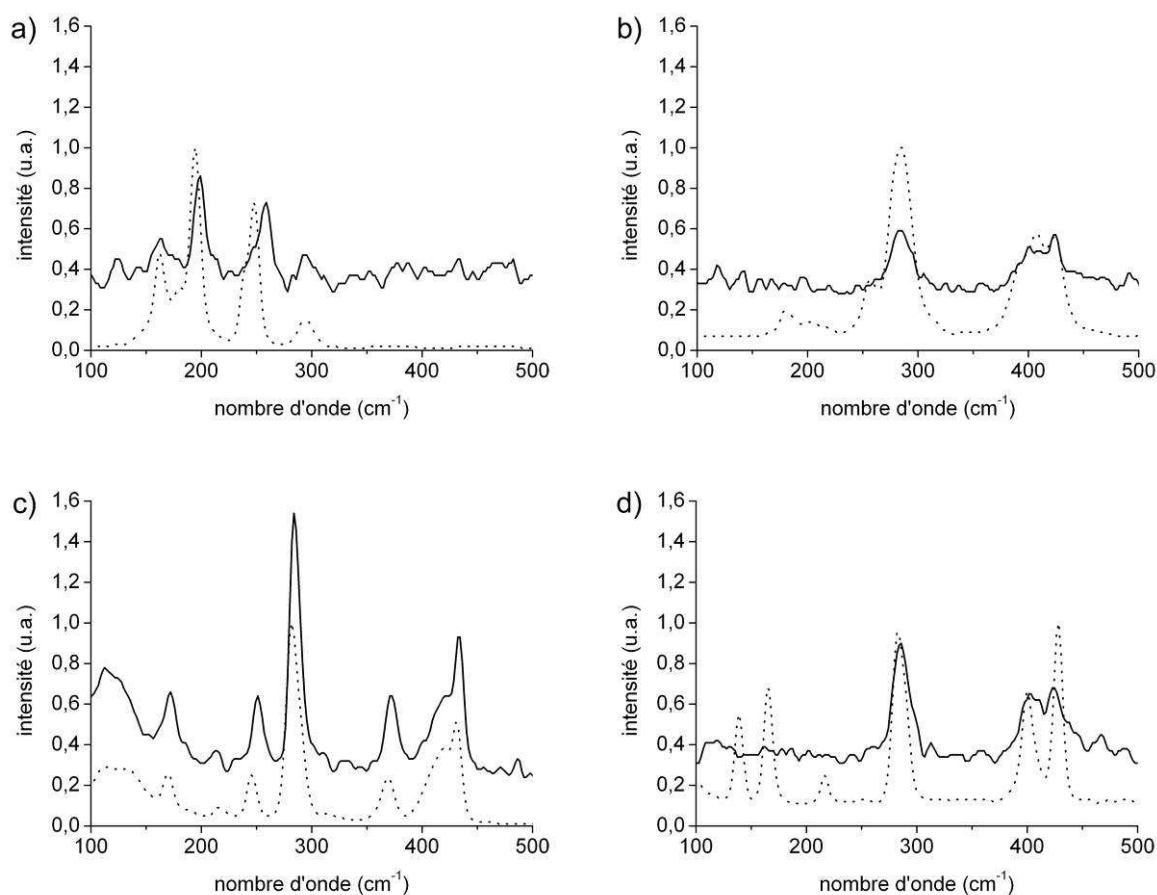 a)
1,6
1,4
1,2
1,0
0,8
0,6
0,4
0,2
0,0
intensité (u.a.)
100 200 300 400 500
nombre d'onde (cm⁻¹)
b)
1,6
1,4
1,2
1,0
0,8
0,6
0,4
0,2
0,0
intensité (u.a.)
100 200 300 400 500
nombre d'onde (cm⁻¹)
c)
1,6
1,4
1,2
1,0
0,8
0,6
0,4
0,2
0,0
intensité (u.a.)
100 200 300 400 500
nombre d'onde (cm⁻¹)
d)
1,6
1,4
1,2
1,0
0,8
0,6
0,4
0,2
0,0
intensité (u.a.)
100 200 300 400 500
nombre d'onde (cm⁻¹)